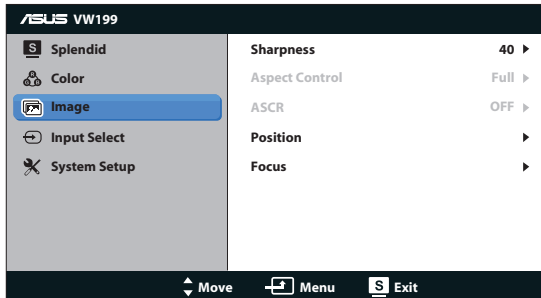 ASUS VW199
S Splendid
Color
Image
Input Select
System Setup
Sharpness 40
Aspect Control Full
ASCR OFF
Position
Focus
Move Menu S Exit